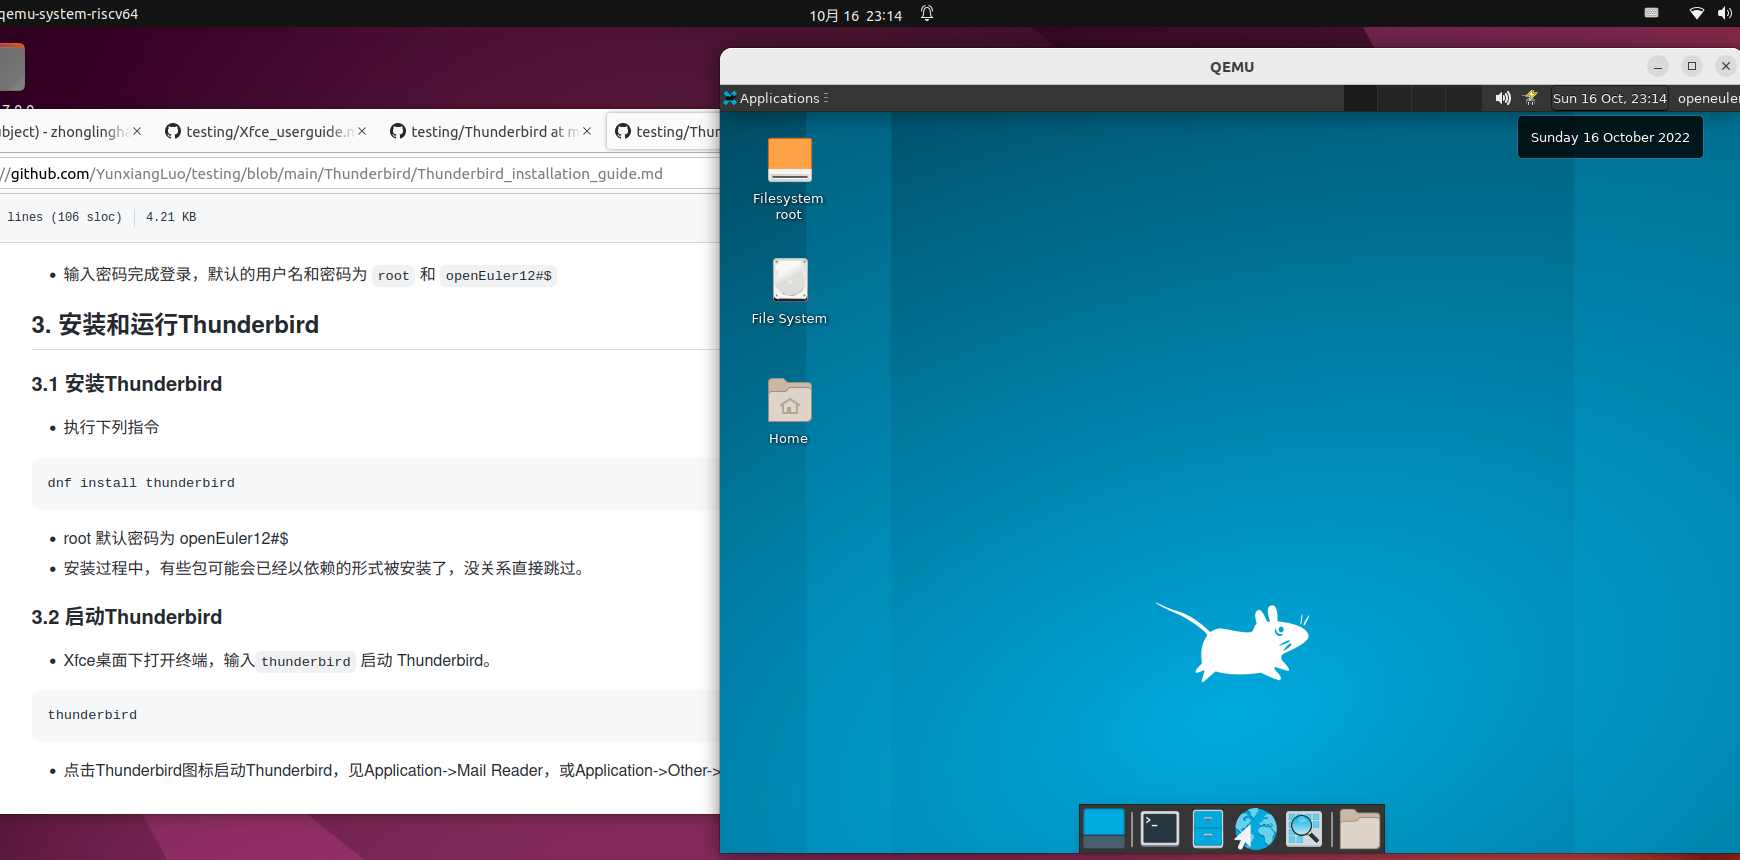 qemu-system-riscv64
10月 16 23:14
testing/Xfce_userguide.
testing/Thunderbird at
testing/Thu
//github.com/YunxiangLuo/testing/blob/main/Thunderbird/Thunderbird_installation_guide.md
lines (106 sloc)
4.21 KB
• 输入密码完成登录，默认的用户名和密码为 root 和 openEuler12#$
3. 安装和运行Thunderbird
3.1 安装Thunderbird
• 执行下列指令
dnf install thunderbird
• root 默认密码为 openEuler12#$
• 安装过程中，有些包可能会已经以依赖的形式被安装了，没关系直接跳过。
3.2 启动Thunderbird
• Xfce桌面下打开终端，输入 thunderbird 启动 Thunderbird。
thunderbird
• 点击Thunderbird图标启动Thunderbird，见Application->Mail Reader，或Application->Other->
QEMU
Applications
Sun 16 Oct, 23:14
openeuler
Sunday 16 October 2022
Filesystem
root
File System
Home